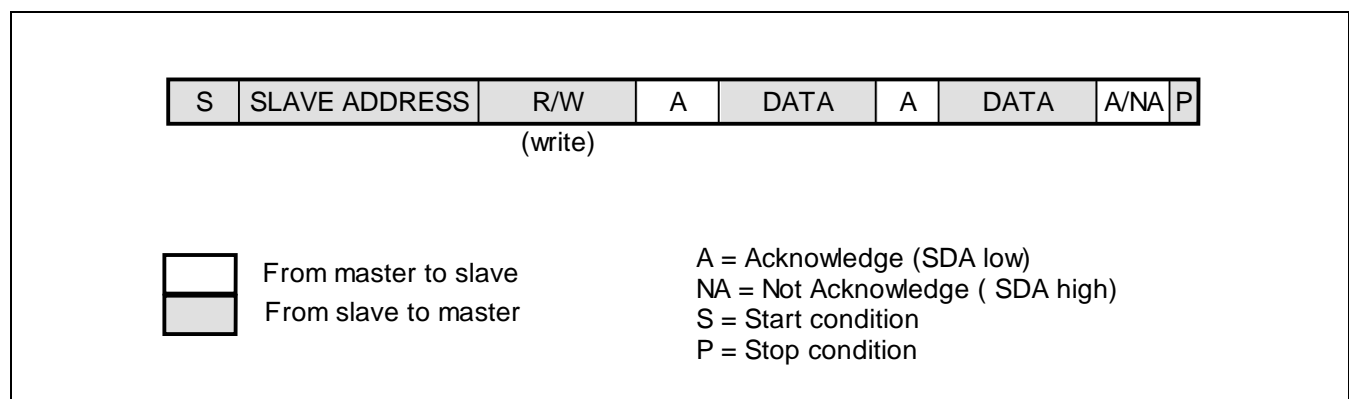 S SLAVE ADDRESS R/W A DATA A DATA A/NA P
(write)
From master to slave
From slave to master
A = Acknowledge (SDA low)
NA = Not Acknowledge ( SDA high)
S = Start condition
P = Stop condition